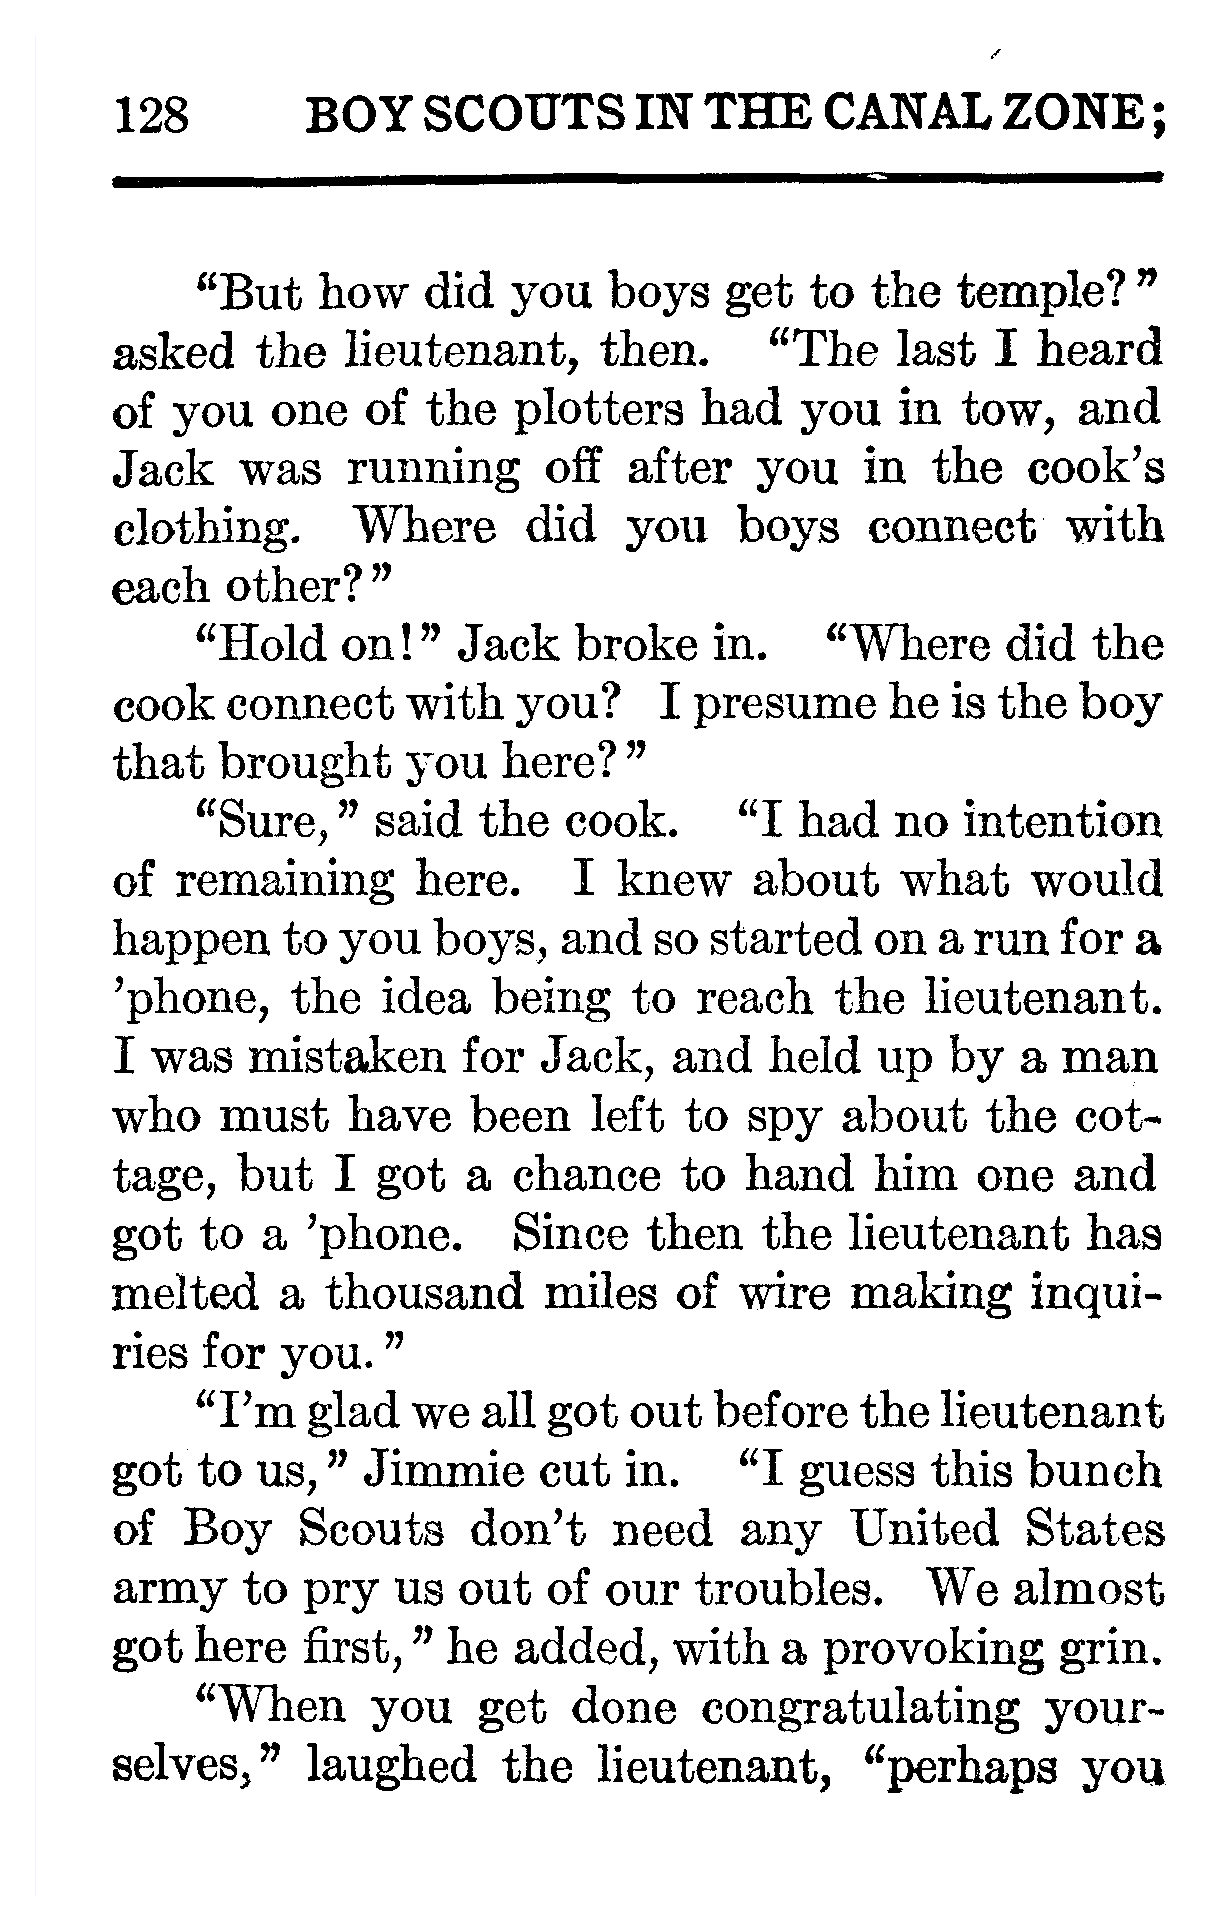 128 BOY SCOUTS IN THE CANAL ZONE;
“But how did you boys get to the temple?”
asked the lieutenant, then. “The last I heard
of you one of the plotters had you in tow, and
Jack was running off after you in the cook’s
clothing. Where did you boys connect with
each other?”
“Hold on!” Jack broke in. “Where did the
cook connect with you? I presume he is the boy
that brought you here?”
“Sure,” said the cook. “I had no intention
of remaining here. I knew about what would
happen to you boys, and so started on a run for a
’phone, the idea being to reach the lieutenant.
I was mistaken for Jack, and held up by a man
who must have been left to spy about the cot-
tage, but I got a chance to hand him one and
got to a ’phone. Since then the lieutenant has
melted a thousand miles of wire making inqui-
ries for you.”
“I’m glad we all got out before the lieutenant
got to us,” Jimmie cut in. “I guess this bunch
of Boy Scouts don’t need any United States
army to pry us out of our troubles. We almost
got here first,” he added, with a provoking grin.
“When you get done congratulating your-
selves,” laughed the lieutenant, “perhaps you